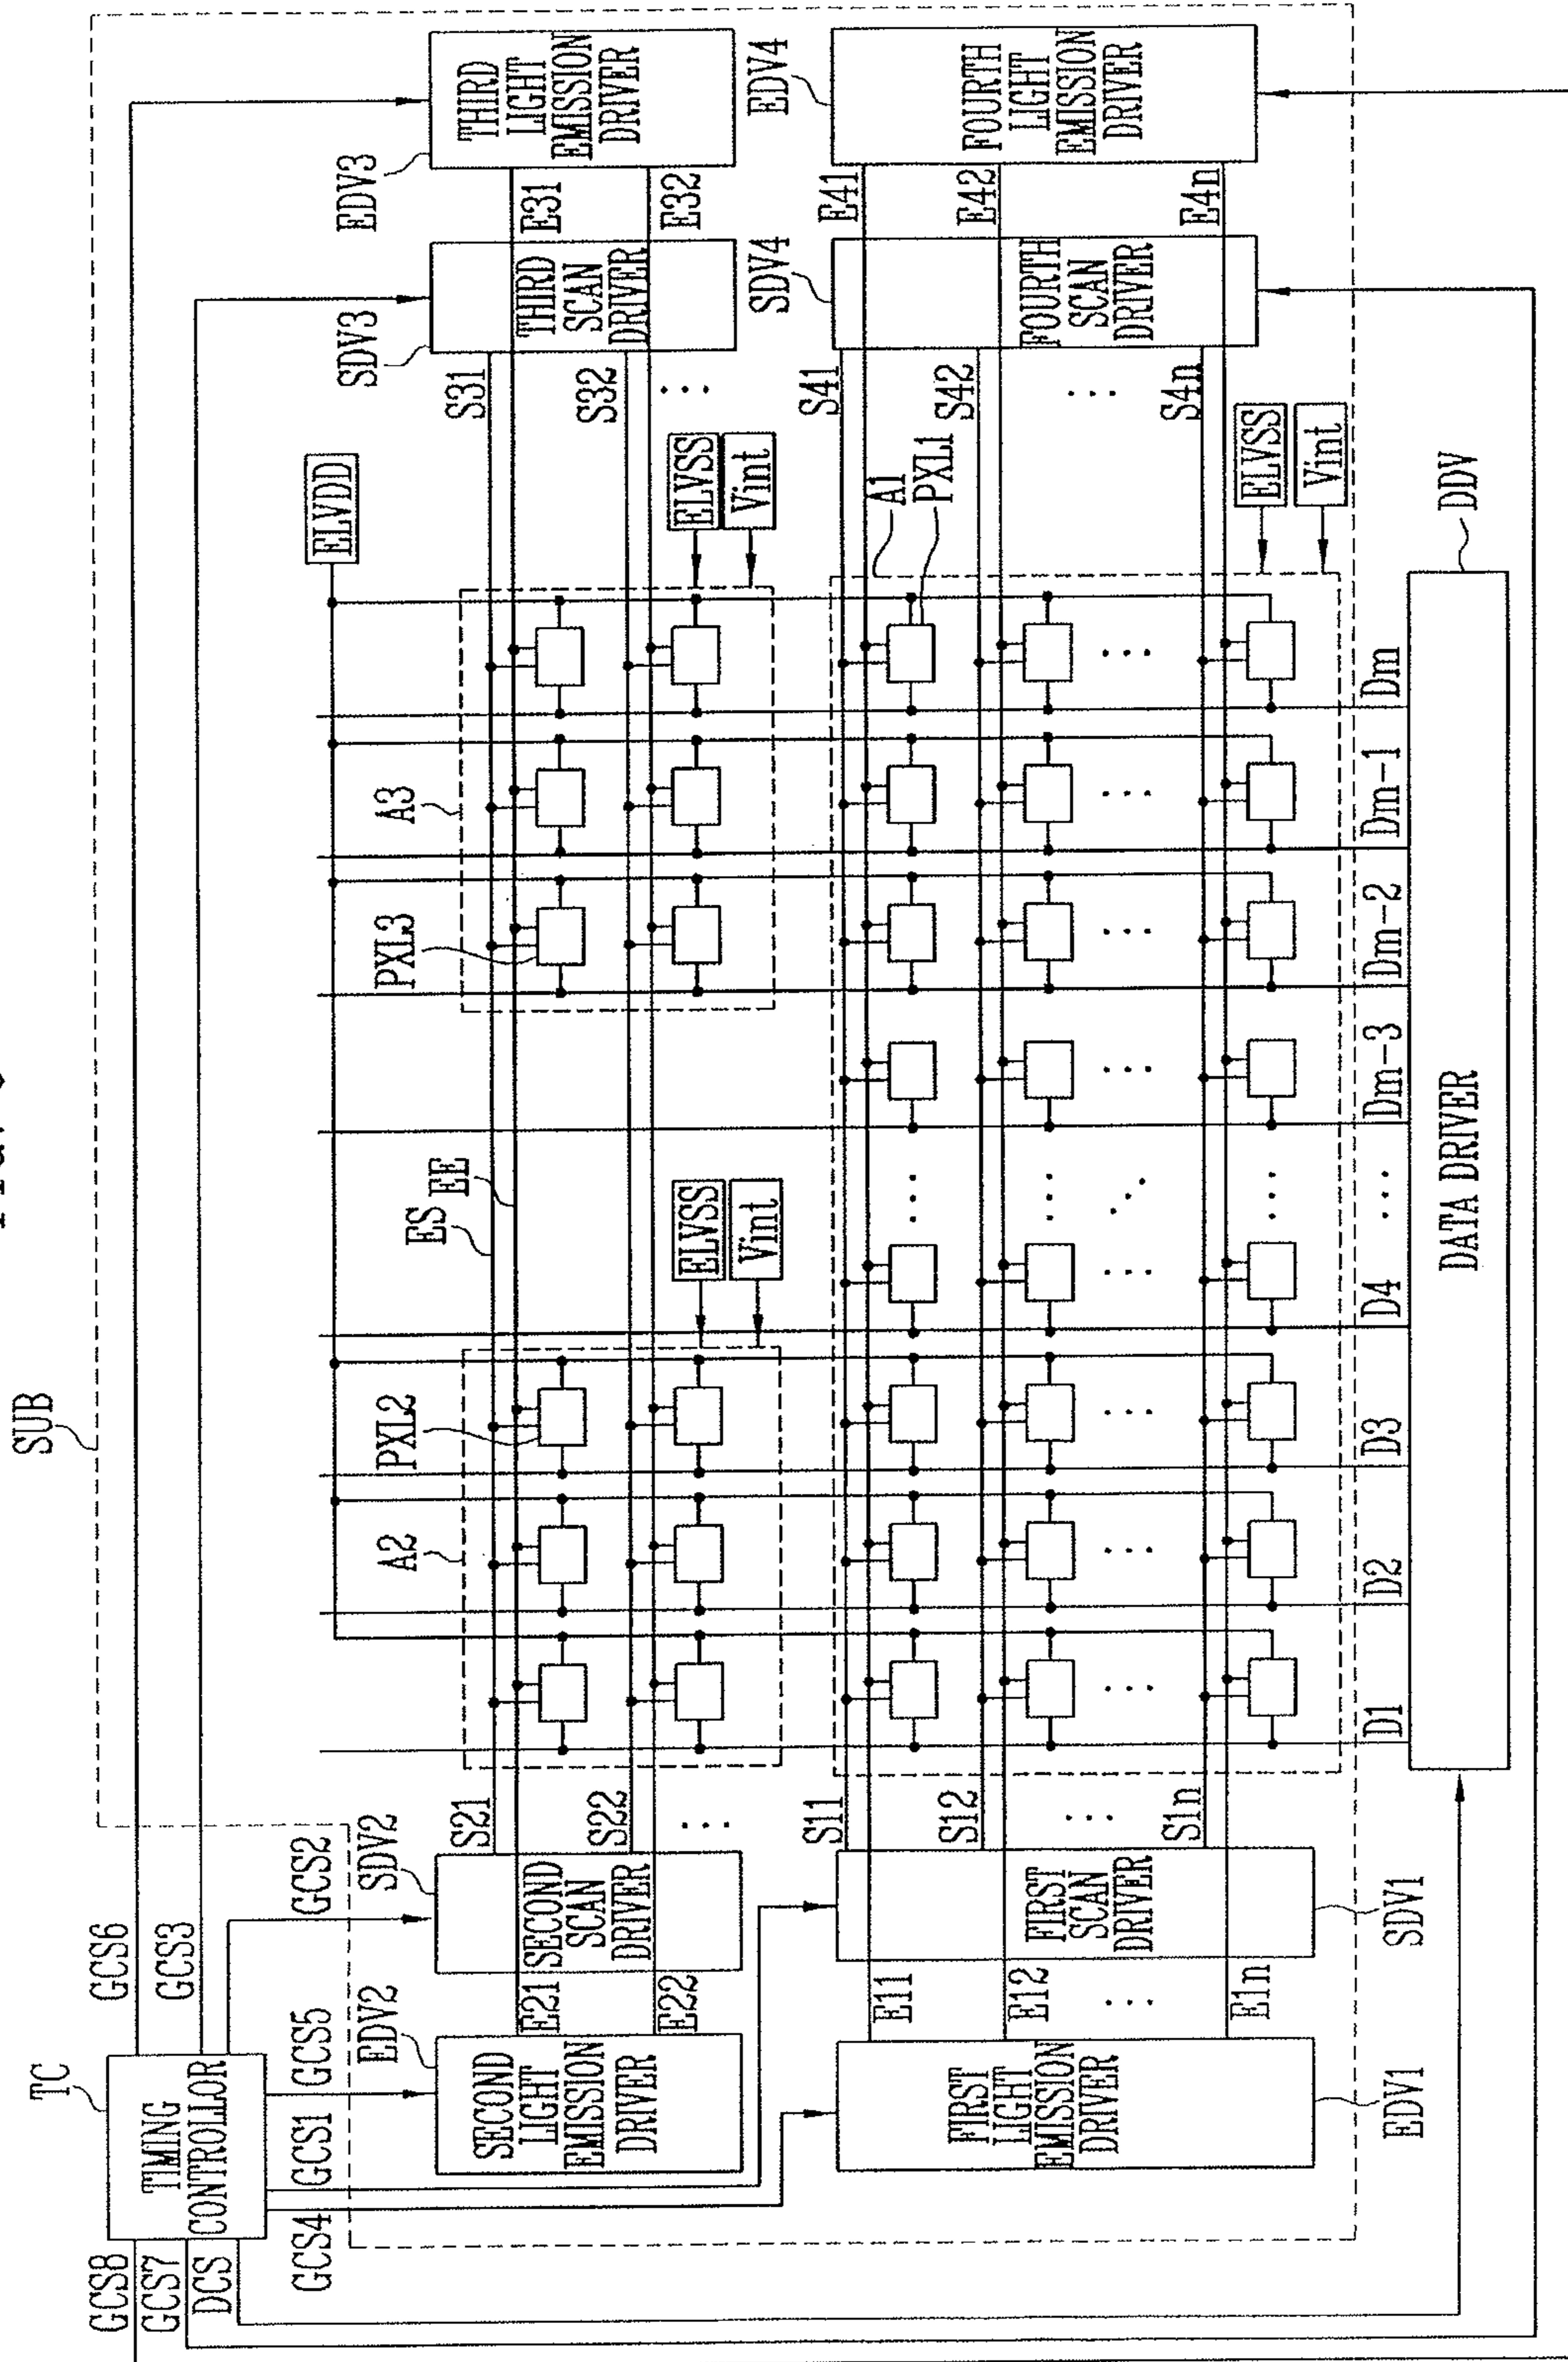 SUB
TC
GCS8
GCS7
DCS
TIMING
CONTROLLOR
GCS6
GCS3
GCS4
GCS1
GCS5
GCS2
ELVDD
EDV2
SDV2
A2
PXL2
ES
EE
PXL3
A3
SDV3
EDV3
SECOND
LIGHT
EMISSION
DRIVER
E21
E22
SECOND
SCAN
DRIVER
S21
S22
...
ELVSS
Vint
ELVSS
Vint
S31
S32
...
THIRD
SCAN
DRIVER
E31
E32
THIRD
LIGHT
EMISSION
DRIVER
SDV4
EDV4
FIRST
LIGHT
EMISSION
DRIVER
E11
E12
...
E1n
FIRST
SCAN
DRIVER
S11
S12
...
S1n
A1
PXL1
S41
S42
...
S4n
FOURTH
SCAN
DRIVER
E41
E42
E4n
FOURTH
LIGHT
EMISSION
DRIVER
ELVSS
Vint
EDV1
SDV1
D1
D2
D3
D4
...
Dm-3
Dm-2
Dm-1
Dm
DATA DRIVER
DDV